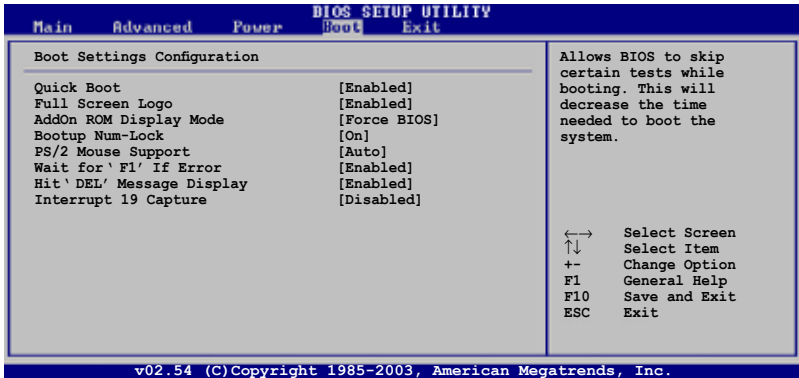 BIOS SETUP UTILITY
Main Advanced Power Boot Exit
Boot Settings Configuration
Quick Boot [Enabled]
Full Screen Logo [Enabled]
AddOn ROM Display Mode [Force BIOS]
Bootup Num-Lock [On]
PS/2 Mouse Support [Auto]
Wait for ‘F1’ If Error [Enabled]
Hit ‘DEL’ Message Display [Enabled]
Interrupt 19 Capture [Disabled]
Allows BIOS to skip
certain tests while
booting. This will
decrease the time
needed to boot the
system.
←→ Select Screen
↑↓ Select Item
+- Change Option
F1 General Help
F10 Save and Exit
ESC Exit
v02.54 (C)Copyright 1985-2003, American Megatrends, Inc.